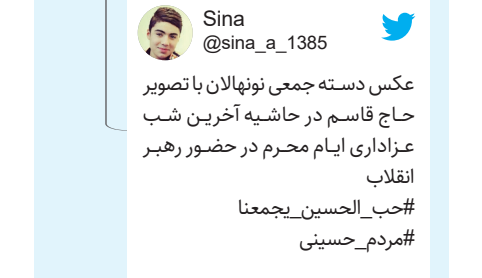 Sina
@sina_a_1385
عکس دسته جمعی نونهالان با تصویر
حاج قاسم در حاشیه آخرین شب
عزاداری ایام محرم در حضور رهبر
انقلاب
#حب_الحسین_یجمعنا
#مردم_حسینی